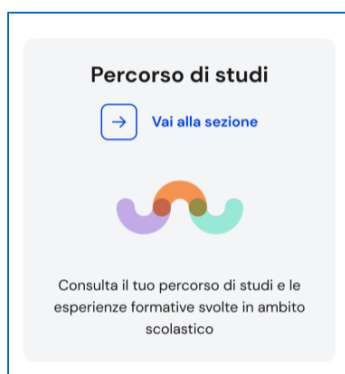 Percorso di studi
Vai alla sezione
Consulta il tuo percorso di studi e le
esperienze formative svolte in ambito
scolastico